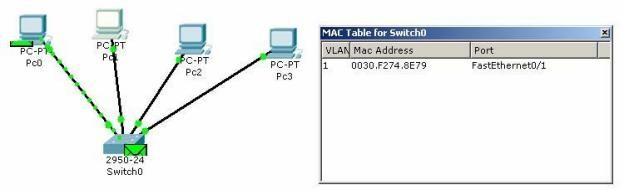 PC-PT
Pc0
PC-PT
Pc1
PC-PT
Pc2
PC-PT
Pc3
2950-24
Switch0
MAC Table for Switch0
VLAN Mac Address Port
1 0030.F274.8E79 FastEthernet0/1